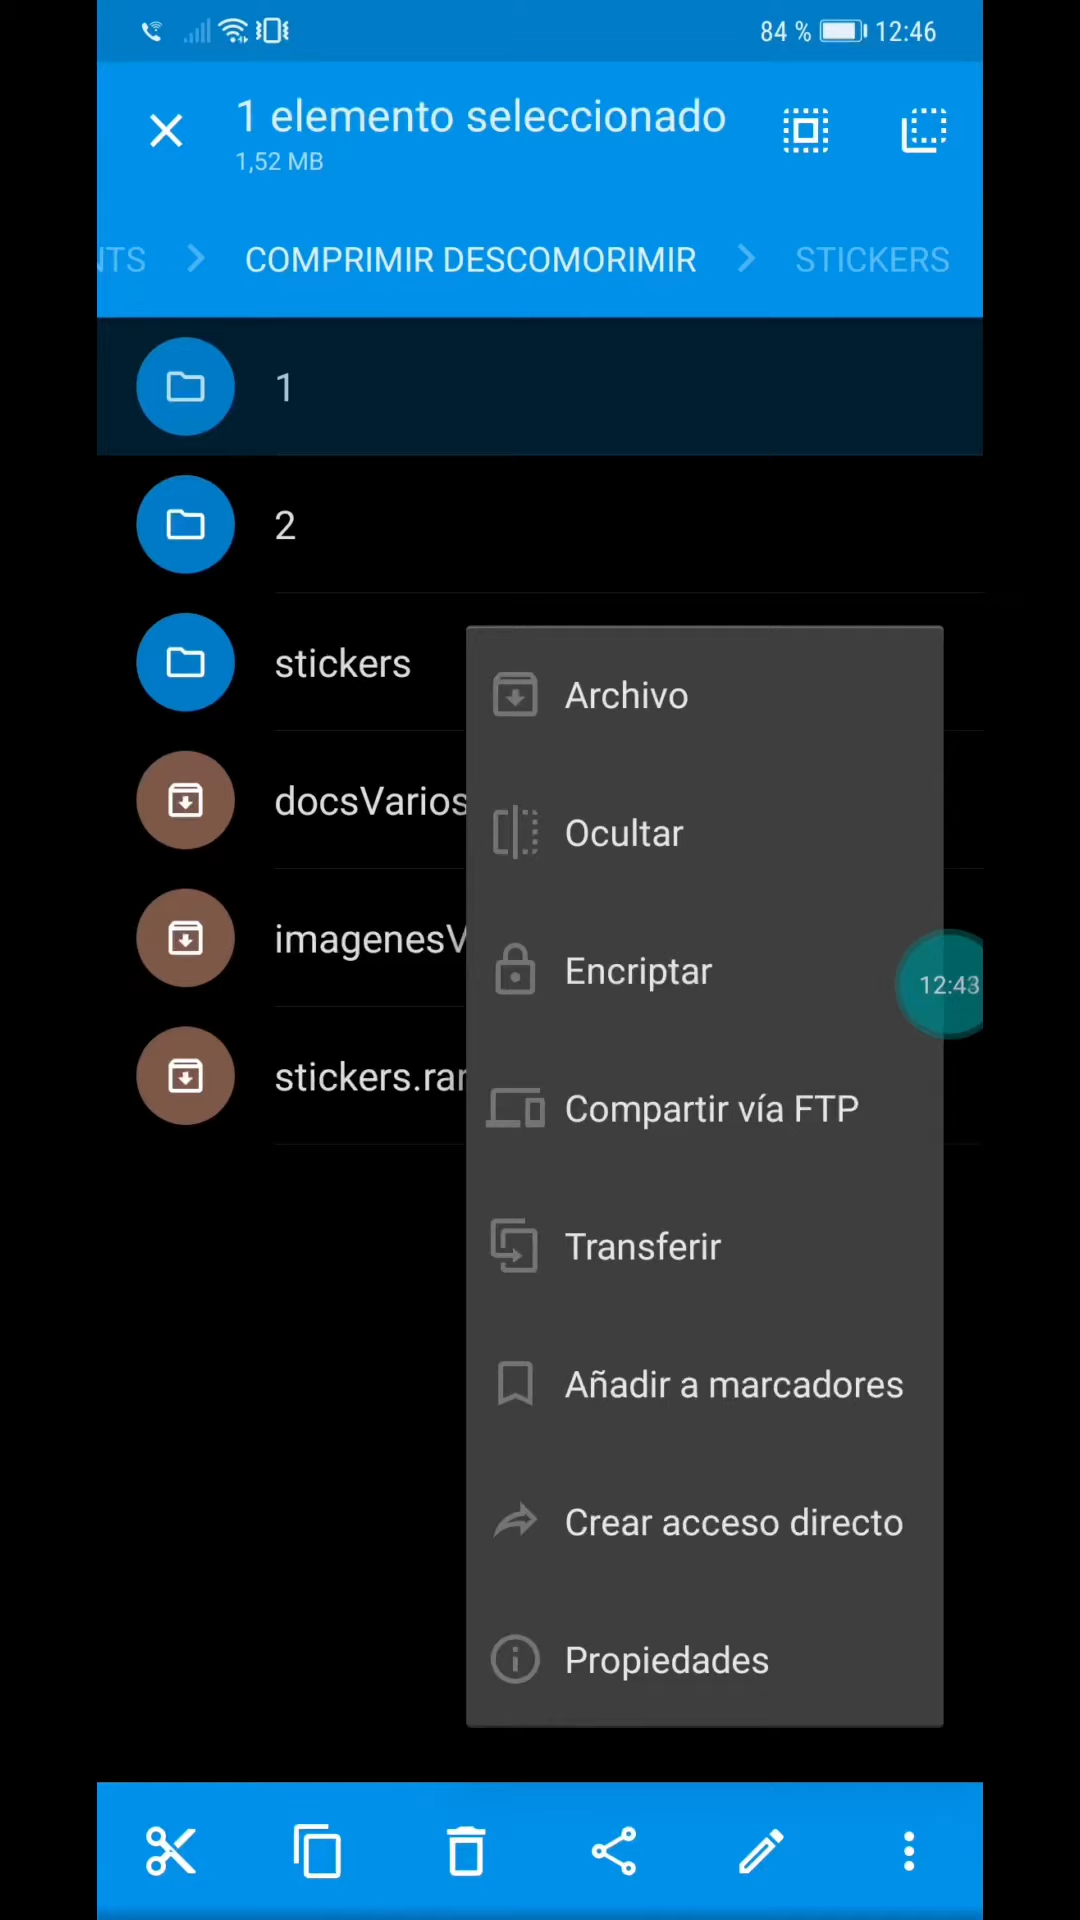 84 % 12:46
1 elemento seleccionado
1,52 MB
COMPRIMIR DESCOMORIMIR STICKERS
1
2
stickers
Archivo
docsVarios
Ocultar
imagenesV
Encriptar
12:43
stickers.rar
Compartir vía FTP
Transferir
Añadir a marcadores
Crear acceso directo
Propiedades